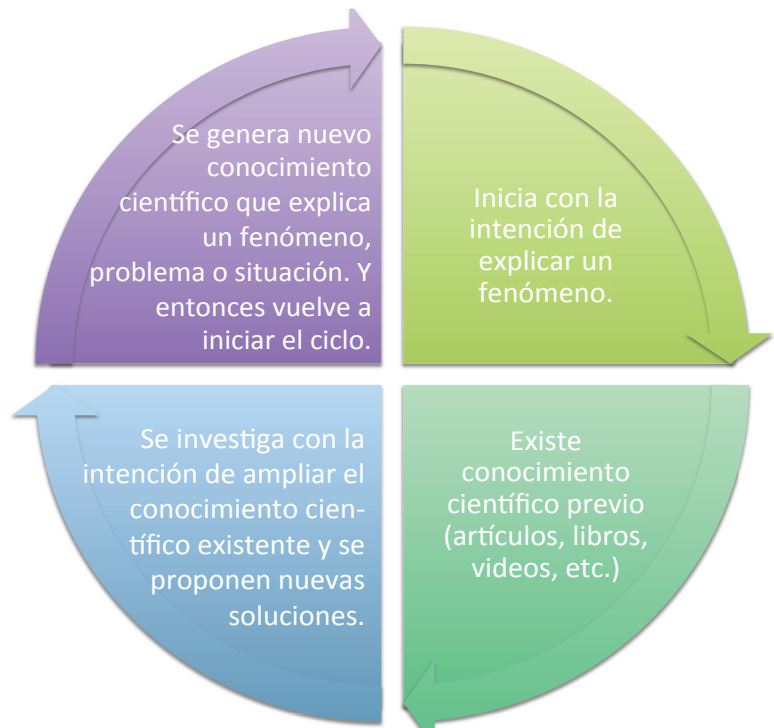 Inicia con la
intención de
explicar un
fenómeno.
Existe
conocimiento
científico previo
(artículos, libros,
videos, etc.)
Se investiga con la
intención de ampliar el
conocimiento cien-
tífico existente y se
proponen nuevas
soluciones.
Se genera nuevo
conocimiento
científico que explica
un fenómeno,
problema o situación. Y
entonces vuelve a
iniciar el ciclo.